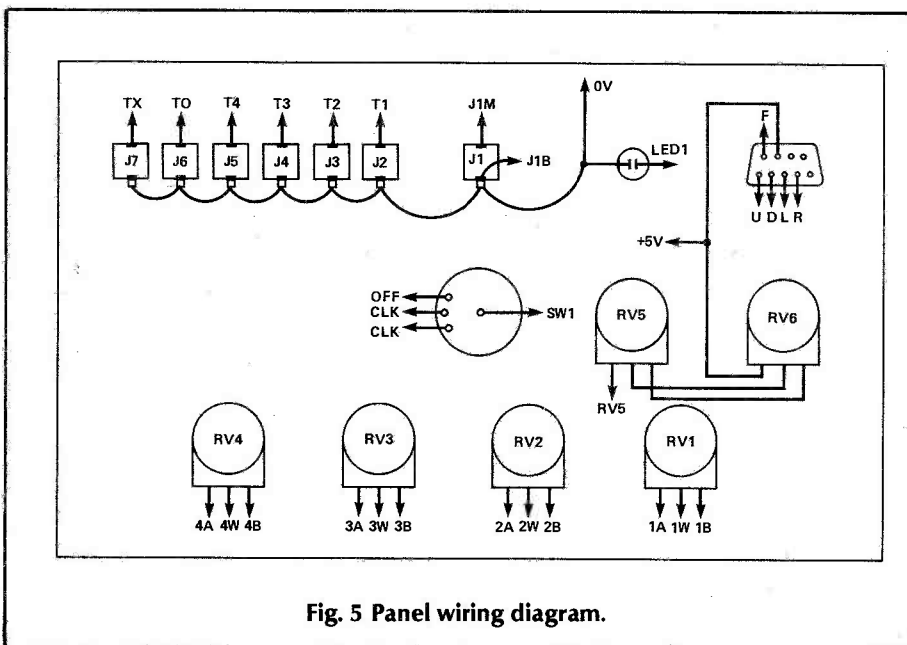 0V
TX TO T4 T3 T2 T1 J1M
F
LED1
J7 J6 J5 J4 J3 J2 J1 J1B
U D L R
+5V
OFF
CLK
CLK
SW1
RV5 RV6
RV5
RV4 RV3 RV2 RV1
4A 4W 4B 3A 3W 3B 2A 2W 2B 1A 1W 1B
Fig. 5 Panel wiring diagram.